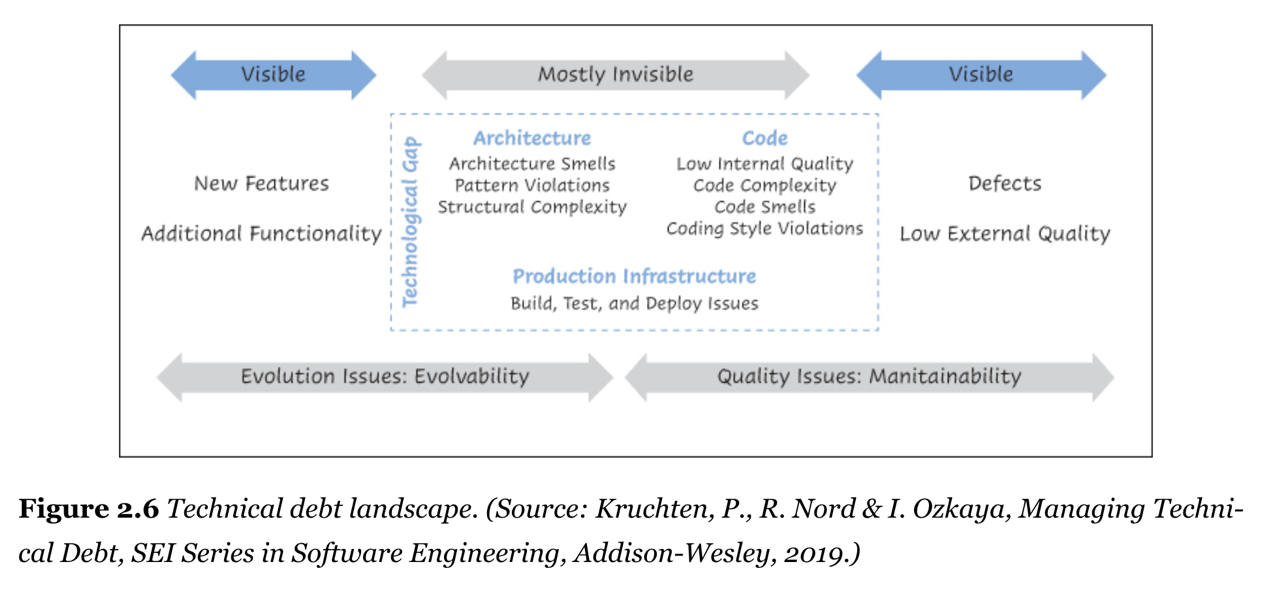 Visible
Mostly Invisible
Visible
New Features
Additional Functionality
Technological Gap
Architecture
Architecture Smells
Pattern Violations
Structural Complexity
Code
Low Internal Quality
Code Complexity
Code Smells
Coding Style Violations
Production Infrastructure
Build, Test, and Deploy Issues
Defects
Low External Quality
Evolution Issues: Evolvability
Quality Issues: Manitainability
Figure 2.6 Technical debt landscape. (Source: Kruchten, P., R. Nord & I. Ozkaya, Managing Techni-
cal Debt, SEI Series in Software Engineering, Addison-Wesley, 2019.)